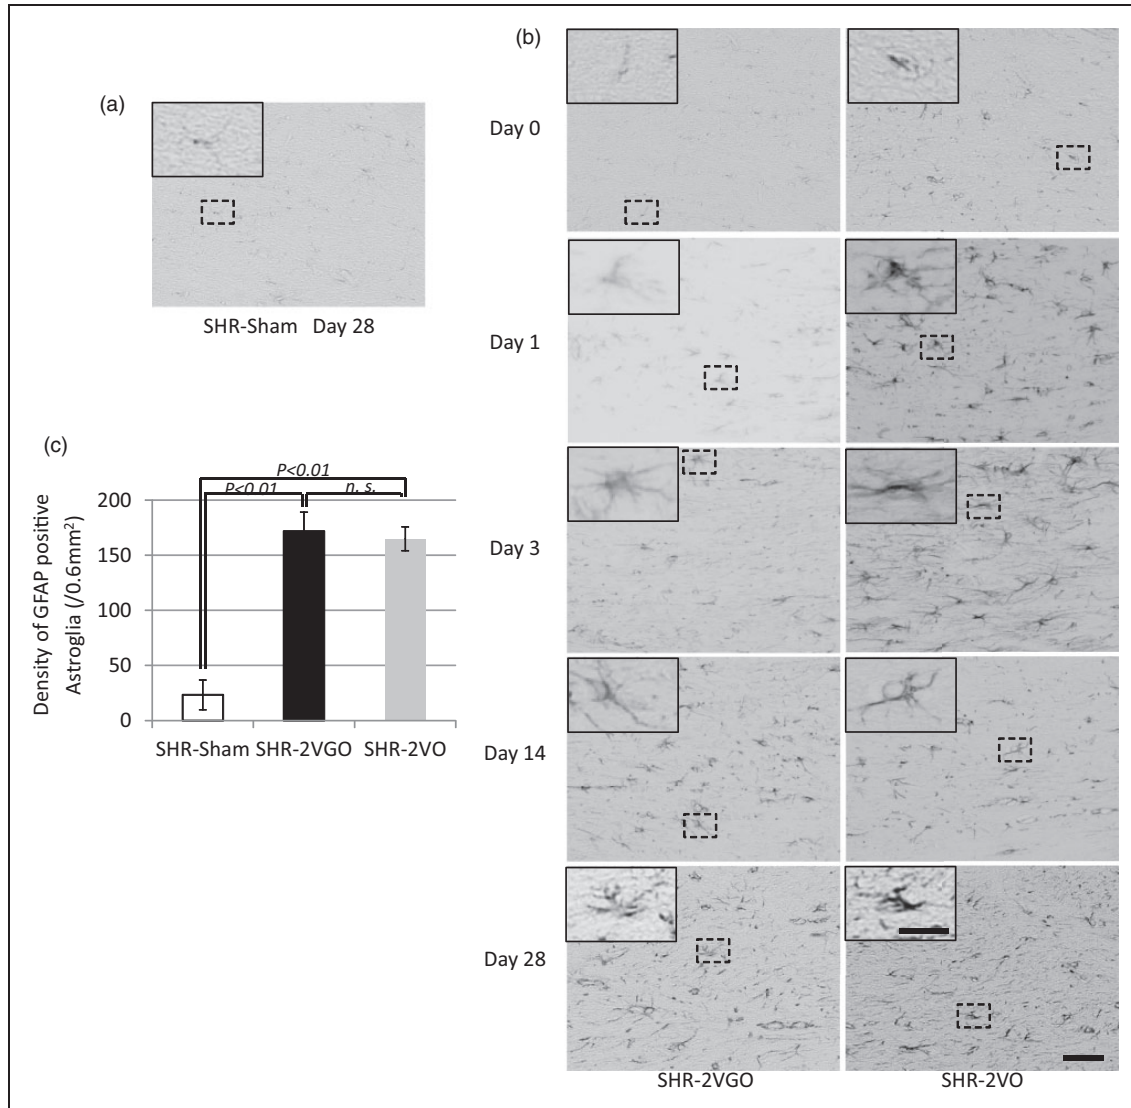 (a)
SHR-Sham Day 28
(b)
Day 0
Day 1
Day 3
Day 14
Day 28
SHR-2VGO
SHR-2VO
(c)
P<0.01
P<0.01
n. s.
Density of GFAP positive
Astroglia (/0.6mm²)
200
150
100
50
0
SHR-Sham
SHR-2VGO
SHR-2VO